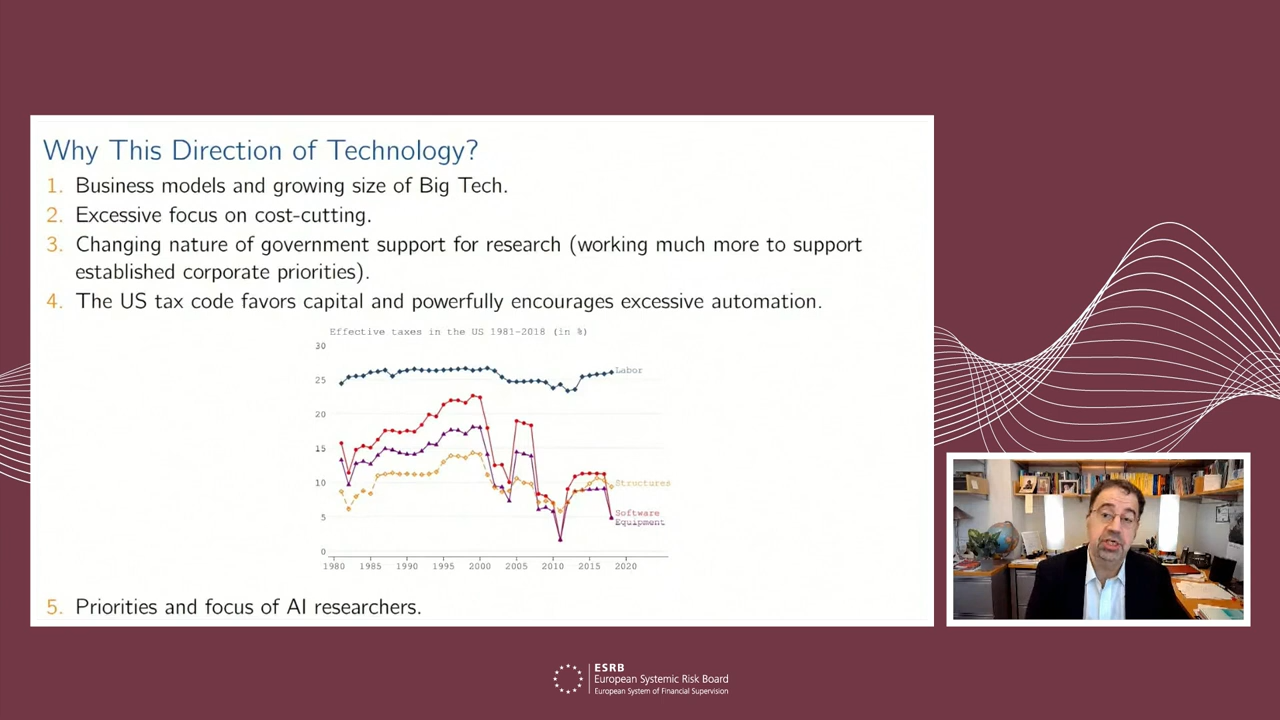 Why This Direction of Technology?
1. Business models and growing size of Big Tech.
2. Excessive focus on cost-cutting.
3. Changing nature of government support for research (working much more to support
established corporate priorities).
4. The US tax code favors capital and powerfully encourages excessive automation.
Effective taxes in the US 1981-2018 (in %)
30
25
20
15
10
5
0
Labor
Structures
Software
Equipment
1980 1985 1990 1995 2000 2005 2010 2015 2020
5. Priorities and focus of AI researchers.
ESRB
European Systemic Risk Board
European System of Financial Supervision